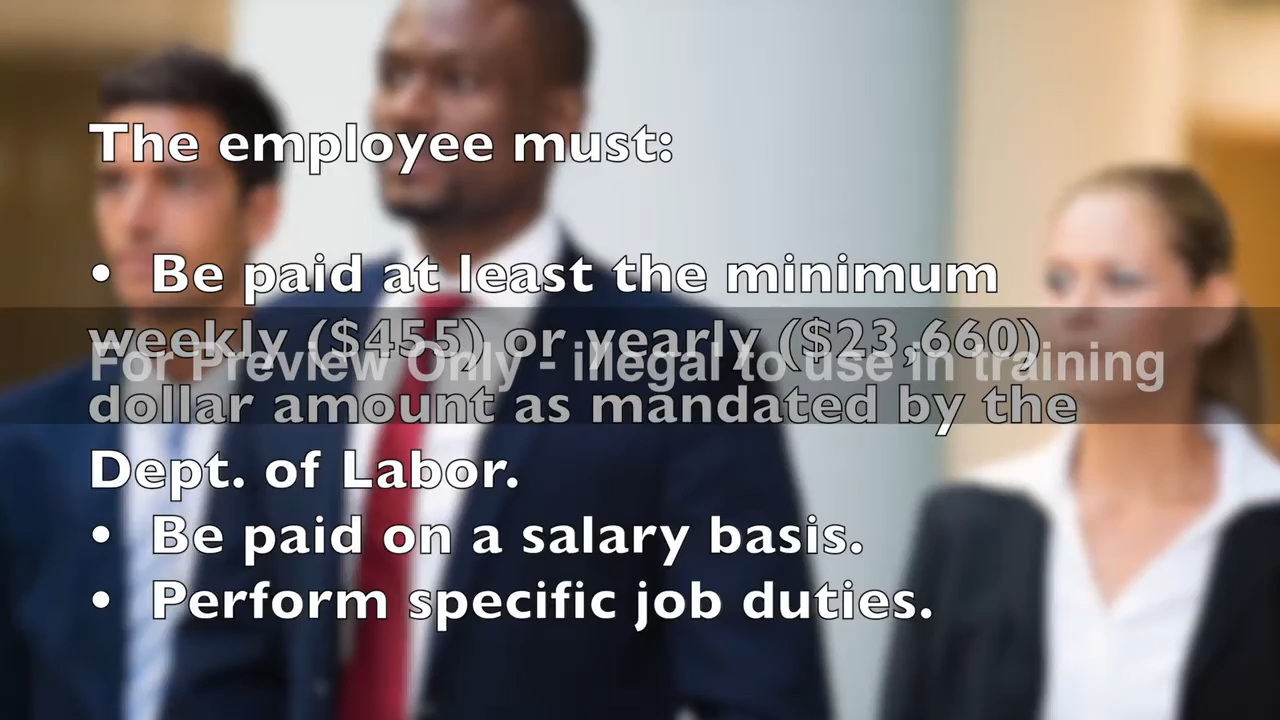 The employee must:
• Be paid at least the minimum
weekly ($455) or yearly ($23,660)
For Preview Only - illegal to use in training
dollar amount as mandated by the
Dept. of Labor.
• Be paid on a salary basis.
• Perform specific job duties.